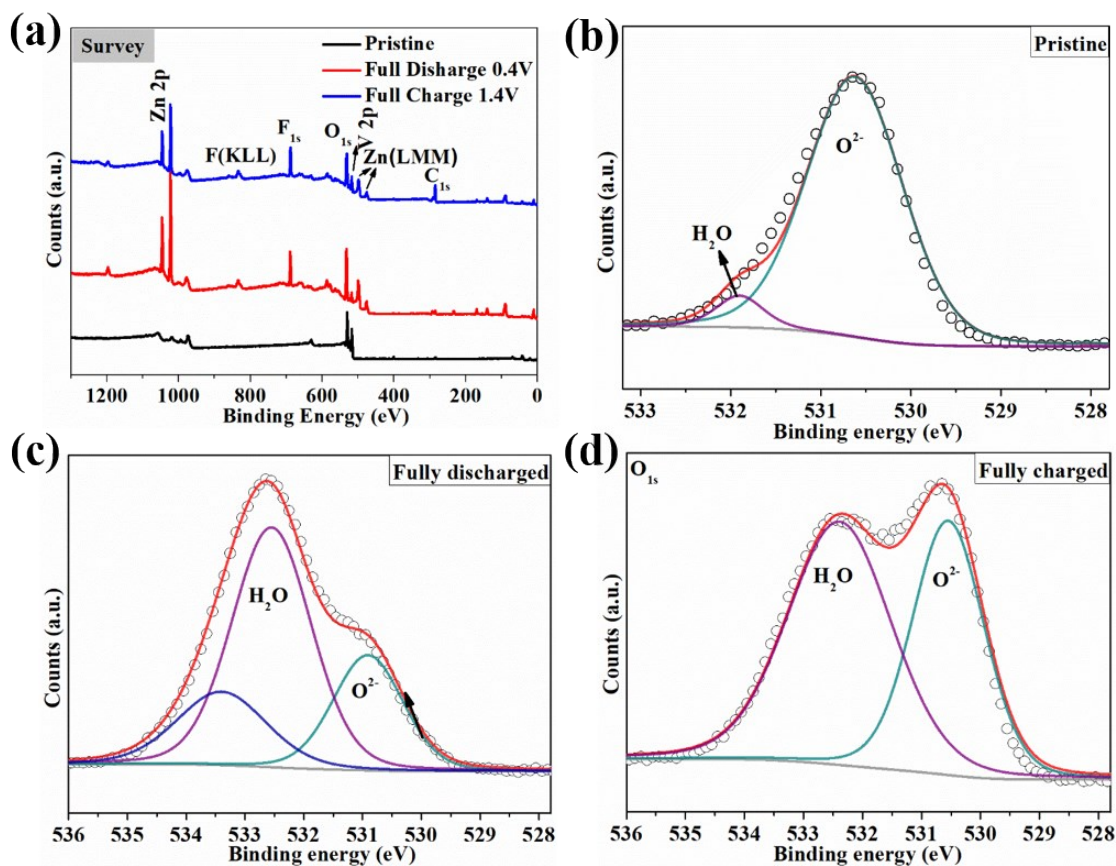 (a)
Survey
Pristine
Full Disharge 0.4V
Full Charge 1.4V
Zn 2p
F(KLL)
F1s
O1s
V 2p
Zn(LMM)
C1s
Counts (a.u.)
1200 1000 800 600 400 200 0
Binding Energy (eV)
(b)
Pristine
O2-
H2O
Counts (a.u.)
533 532 531 530 529 528
Binding energy (eV)
(c)
Fully discharged
H2O
O2-
Counts (a.u.)
536 535 534 533 532 531 530 529 528
Binding energy (eV)
(d)
O1s
Fully charged
H2O
O2-
Counts (a.u.)
536 535 534 533 532 531 530 529 528
Binding energy (eV)